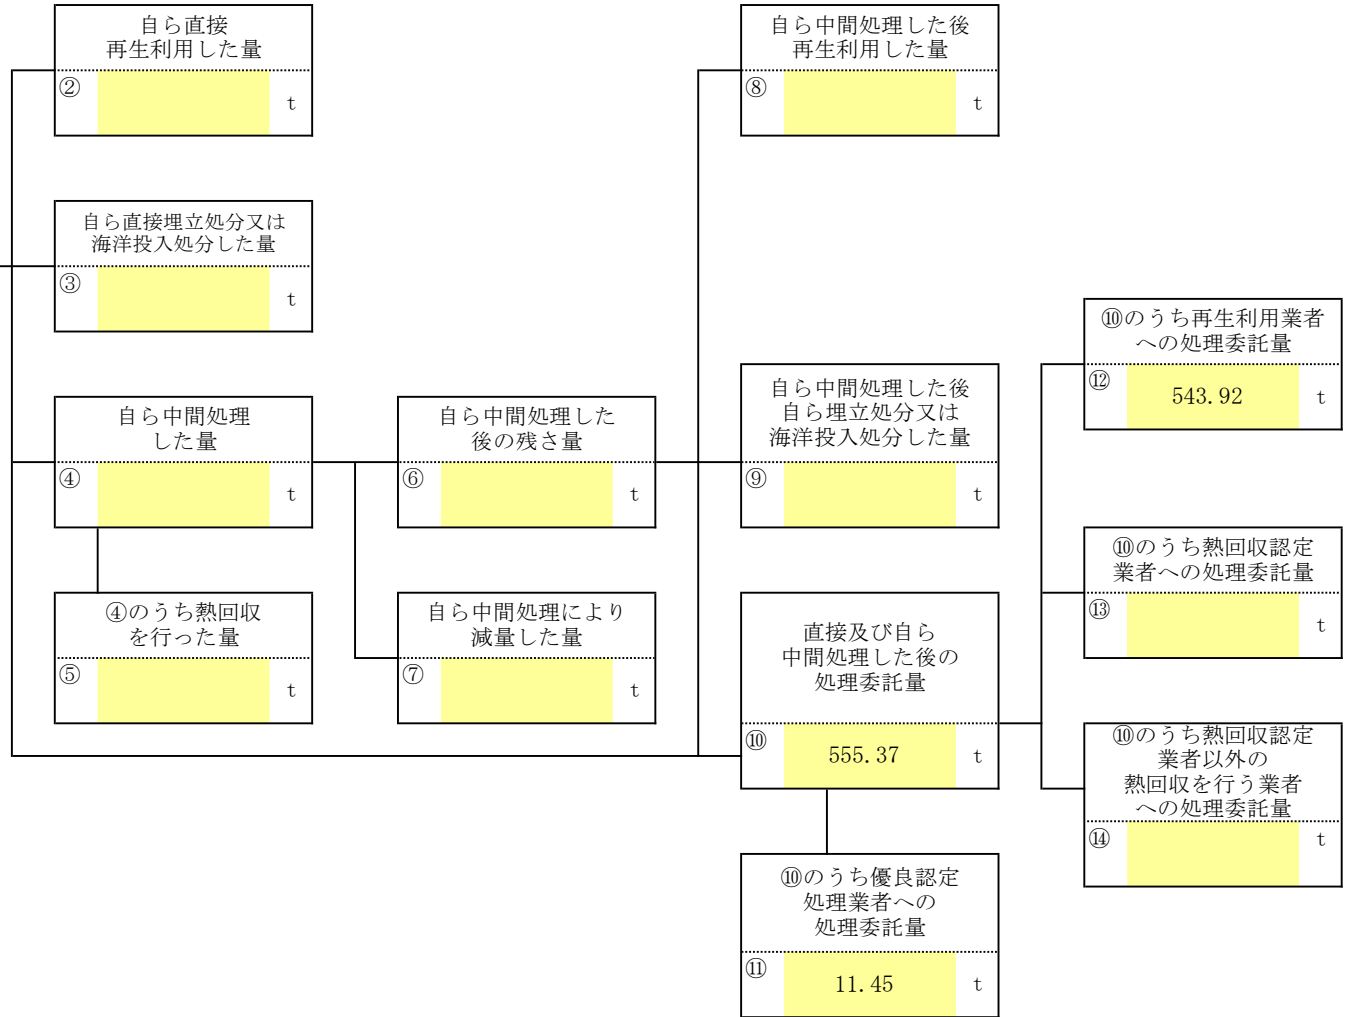 自ら直接
再生利用した量
②
t
自ら中間処理した後
再生利用した量
⑧
t
自ら直接埋立処分又は
海洋投入処分した量
③
t
⑩のうち再生利用業者
への処理委託量
⑫
543.92
t
自ら中間処理
した量
④
t
自ら中間処理した
後の残さ量
⑥
t
自ら中間処理した後
自ら埋立処分又は
海洋投入処分した量
⑨
t
⑩のうち熱回収認定
業者への処理委託量
⑬
t
④のうち熱回収
を行った量
⑤
t
自ら中間処理により
減量した量
⑦
t
直接及び自ら
中間処理した後の
処理委託量
⑩
555.37
t
⑩のうち熱回収認定
業者以外の
熱回収を行う業者
への処理委託量
⑭
t
⑩のうち優良認定
処理業者への
処理委託量
⑪
11.45
t